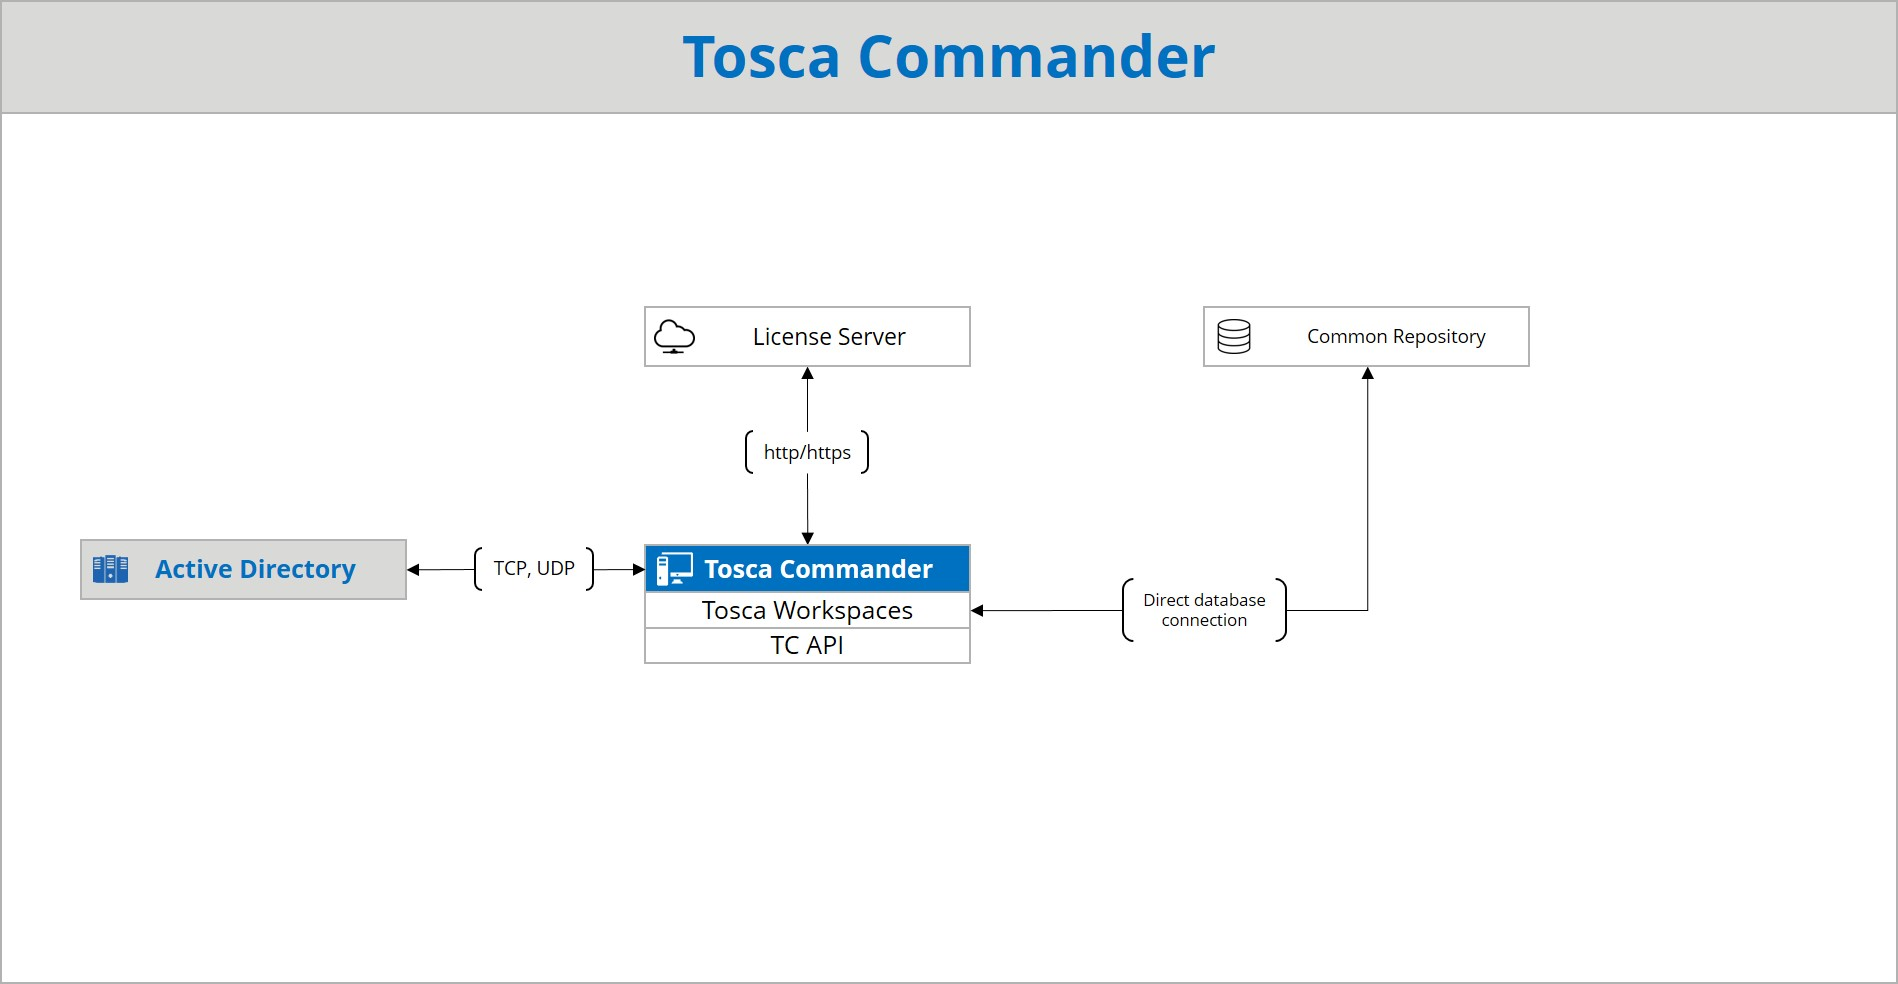 Tosca Commander
License Server
Common Repository
http/https
Active Directory
TCP, UDP
Tosca Commander
Tosca Workspaces
TC API
Direct database
connection